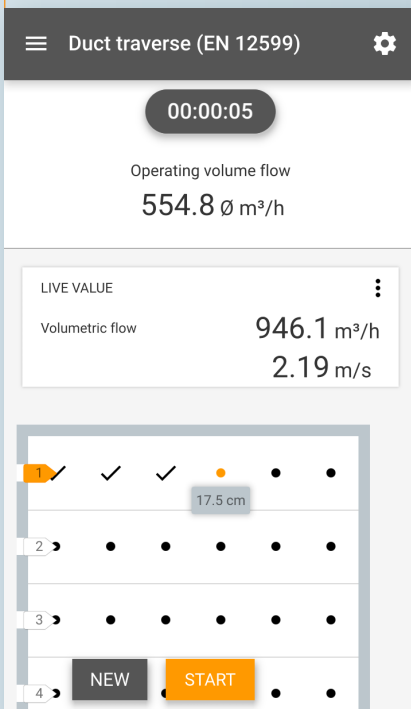 Duct traverse (EN 12599)
00:00:05
Operating volume flow
554.8 Ø m³/h
LIVE VALUE
Volumetric flow
946.1 m³/h
2.19 m/s
1
17.5 cm
2
3
4
NEW
START